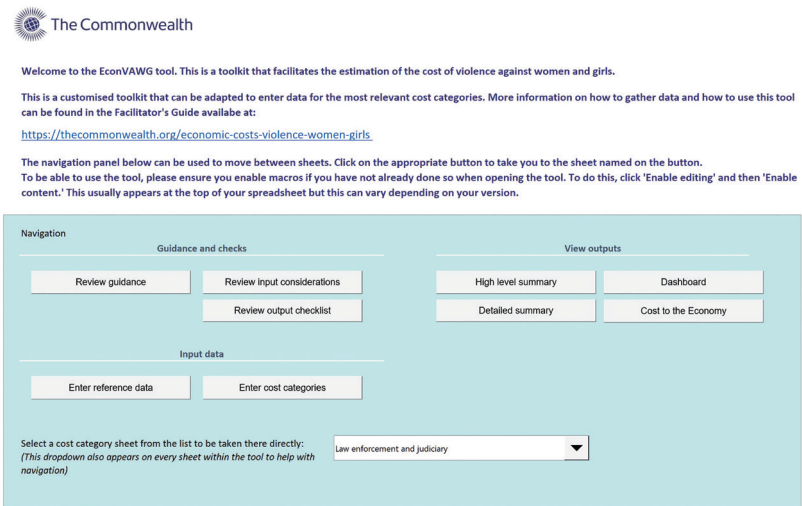 The Commonwealth
Welcome to the EconVAWG tool. This is a toolkit that facilitates the estimation of the cost of violence against women and girls.
This is a customised toolkit that can be adapted to enter data for the most relevant cost categories. More information on how to gather data and how to use this tool
can be found in the Facilitator's Guide availabe at:
https://thecommonwealth.org/economic-costs-violence-women-girls
The navigation panel below can be used to move between sheets. Click on the appropriate button to take you to the sheet named on the button.
To be able to use the tool, please ensure you enable macros if you have not already done so when opening the tool. To do this, click 'Enable editing' and then 'Enable
content.' This usually appears at the top of your spreadsheet but this can vary depending on your version.
Navigation
Guidance and checks
Review guidance
Review input considerations
Review output checklist
View outputs
High level summary
Dashboard
Detailed summary
Cost to the Economy
Input data
Enter reference data
Enter cost categories
Select a cost category sheet from the list to be taken there directly:
(This dropdown also appears on every sheet within the tool to help with
navigation)
Law enforcement and judiciary